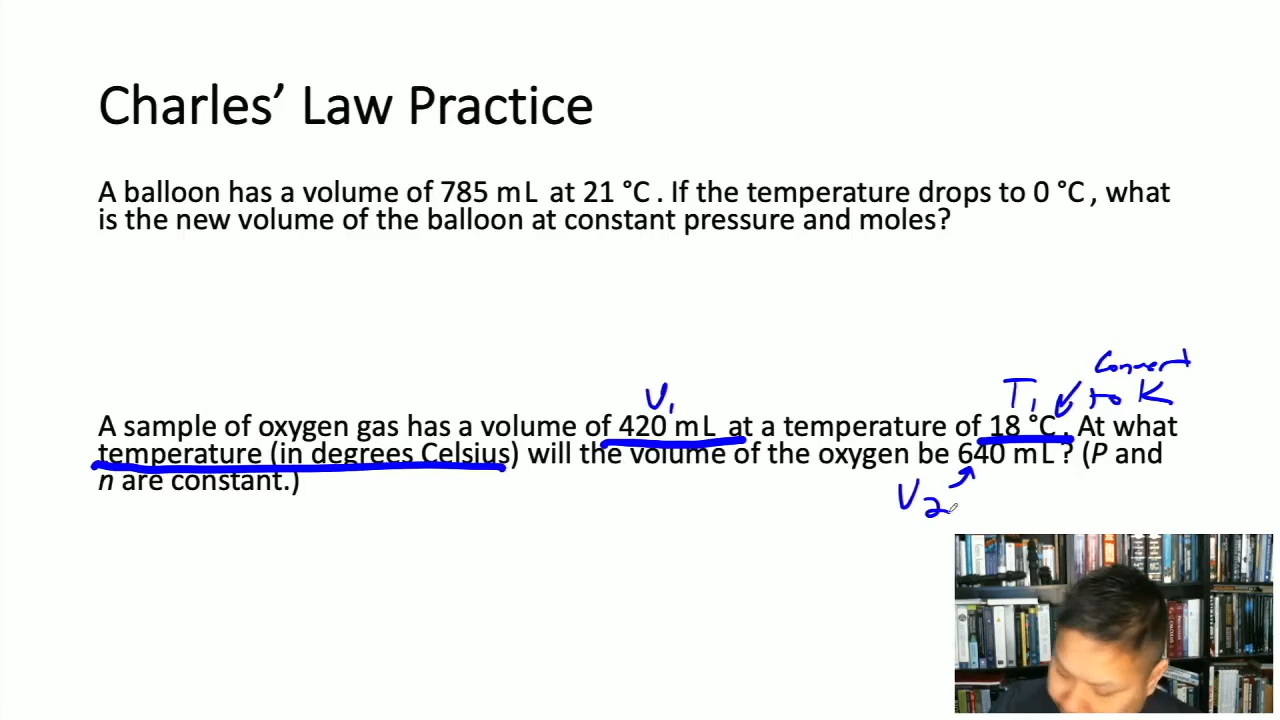 Charles’ Law Practice
A balloon has a volume of 785 mL at 21 °C. If the temperature drops to 0 °C, what
is the new volume of the balloon at constant pressure and moles?
Convert
V₁
T₁
to K
A sample of oxygen gas has a volume of 420 mL at a temperature of 18 °C. At what
temperature (in degrees Celsius) will the volume of the oxygen be 640 mL? (P and
n are constant.)
V₂